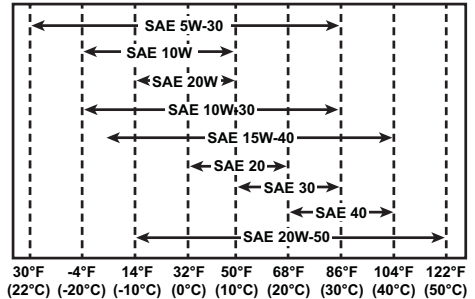 SAE 5W-30
SAE 10W
SAE 20W
SAE 10W-30
SAE 15W-40
SAE 20
SAE 30
SAE 40
SAE 20W-50
30°F -4°F 14°F 32°F 50°F 68°F 86°F 104°F 122°F
(22°C) (-20°C) (-10°C) (0°C) (10°C) (20°C) (30°C) (40°C) (50°C)